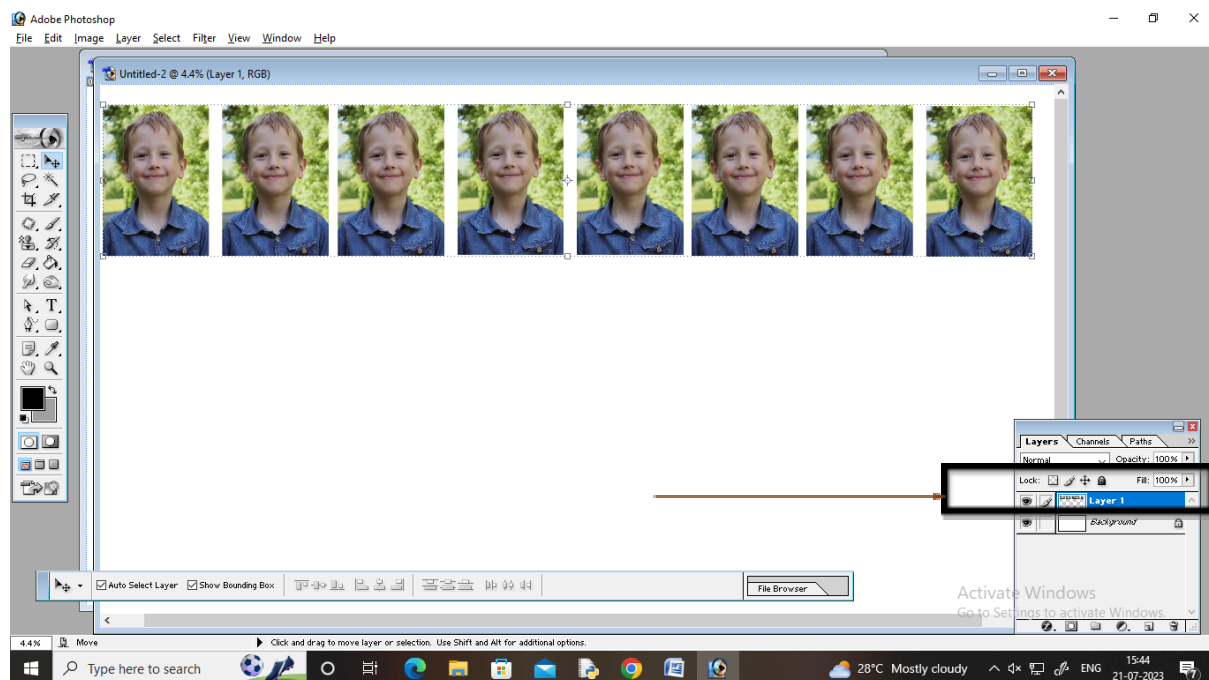 Adobe Photoshop
File Edit Image Layer Select Filter View Window Help
Untitled-2 @ 4.4% (Layer 1, RGB)
Layers Channels Paths
Normal Opacity: 100%
Lock: Fill: 100%
Layer 1
Background
Auto Select Layer Show Bounding Box File Browser
Activate Windows
Go to Settings to activate Windows.
4.4% Move Click and drag to move layer or selection. Use Shift and Alt for additional options.
Type here to search 28°C Mostly cloudy ENG 15:44
21-07-2023 7